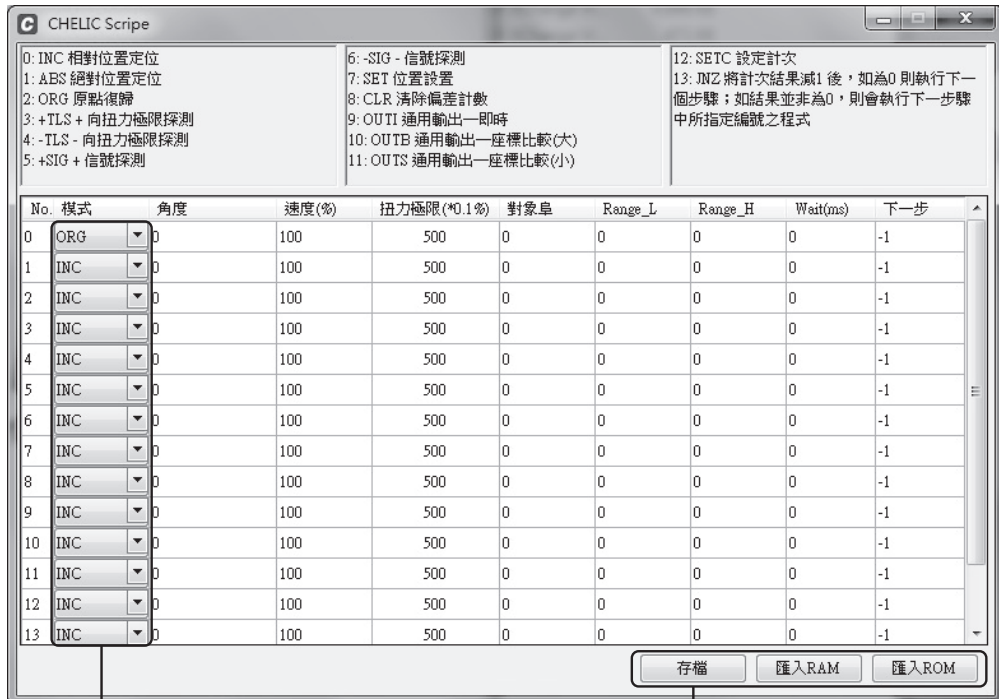 CHELIC Scripe
0: INC 相對位置定位
1: ABS 絕對位置定位
2: ORG 原點復歸
3: +TLS + 向扭力極限探測
4: -TLS - 向扭力極限探測
5: +SIG + 信號探測
6: -SIG - 信號探測
7: SET 位置設置
8: CLR 清除偏差計數
9: OUTI 通用輸出—即時
10: OUTB 通用輸出—座標比較(大)
11: OUTS 通用輸出—座標比較(小)
12: SETC 設定計次
13: JNZ 將計次結果減1 後，如為0 則執行下一
個步驟；如結果並非為0，則會執行下一步驟
中所指定編號之程式
No. 模式 角度 速度(%) 扭力極限(*0.1%) 對象阜 Range_L Range_H Wait(ms) 下一步
0 ORG 0 100 500 0 0 0 0 -1
1 INC 0 100 500 0 0 0 0 -1
2 INC 0 100 500 0 0 0 0 -1
3 INC 0 100 500 0 0 0 0 -1
4 INC 0 100 500 0 0 0 0 -1
5 INC 0 100 500 0 0 0 0 -1
6 INC 0 100 500 0 0 0 0 -1
7 INC 0 100 500 0 0 0 0 -1
8 INC 0 100 500 0 0 0 0 -1
9 INC 0 100 500 0 0 0 0 -1
10 INC 0 100 500 0 0 0 0 -1
11 INC 0 100 500 0 0 0 0 -1
12 INC 0 100 500 0 0 0 0 -1
13 INC 0 100 500 0 0 0 0 -1
存檔 匯入RAM 匯入ROM